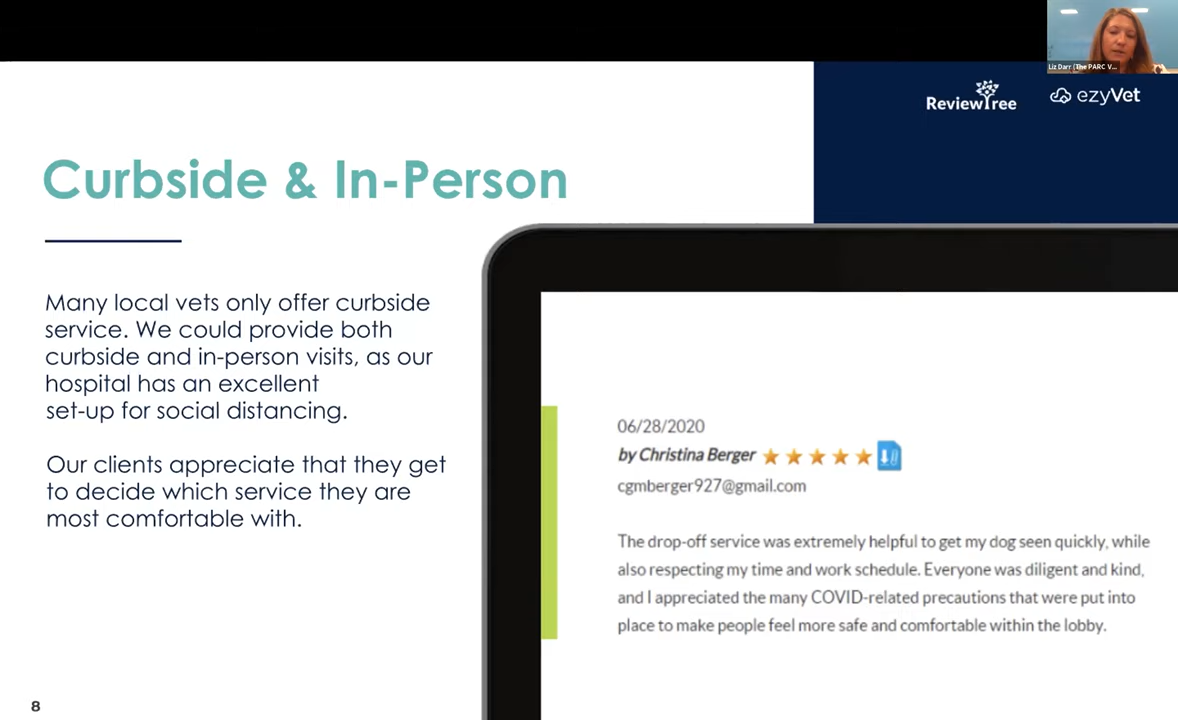 Liz Darr (The PARC V...
ReviewTree
ezyVet
Curbside & In-Person
Many local vets only offer curbside
service. We could provide both
curbside and in-person visits, as our
hospital has an excellent
set-up for social distancing.
Our clients appreciate that they get
to decide which service they are
most comfortable with.
06/28/2020
by Christina Berger
cgmberger927@gmail.com
The drop-off service was extremely helpful to get my dog seen quickly, while
also respecting my time and work schedule. Everyone was diligent and kind,
and I appreciated the many COVID-related precautions that were put into
place to make people feel more safe and comfortable within the lobby.
8